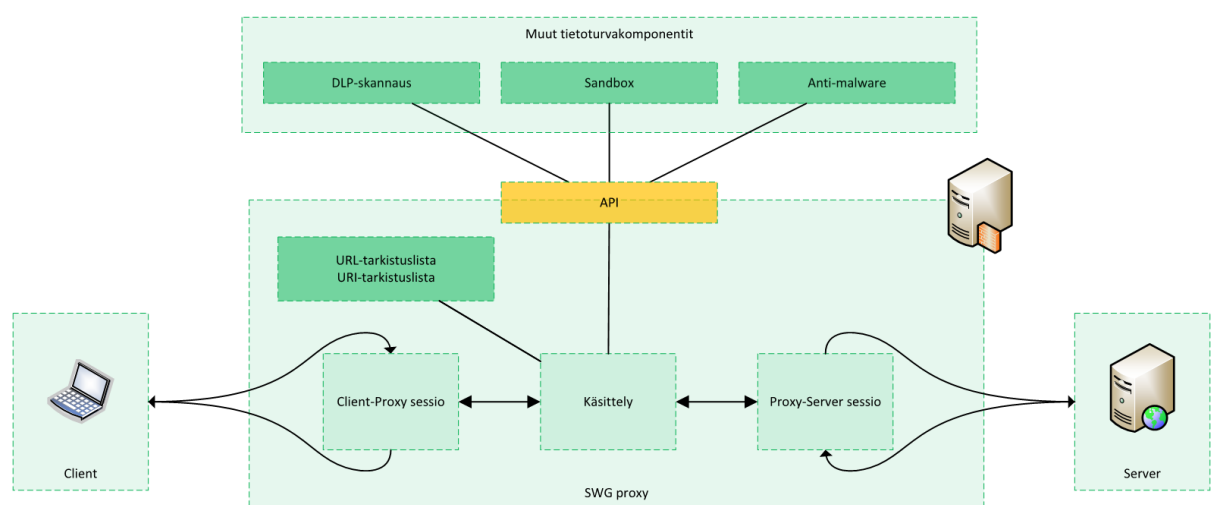 Muut tietoturvakomponentit
DLP-skannaus
Sandbox
Anti-malware
API
URL-tarkistuslista
URI-tarkistuslista
Client-Proxy sessio
Käsittely
Proxy-Server sessio
Client
Server
SWG proxy